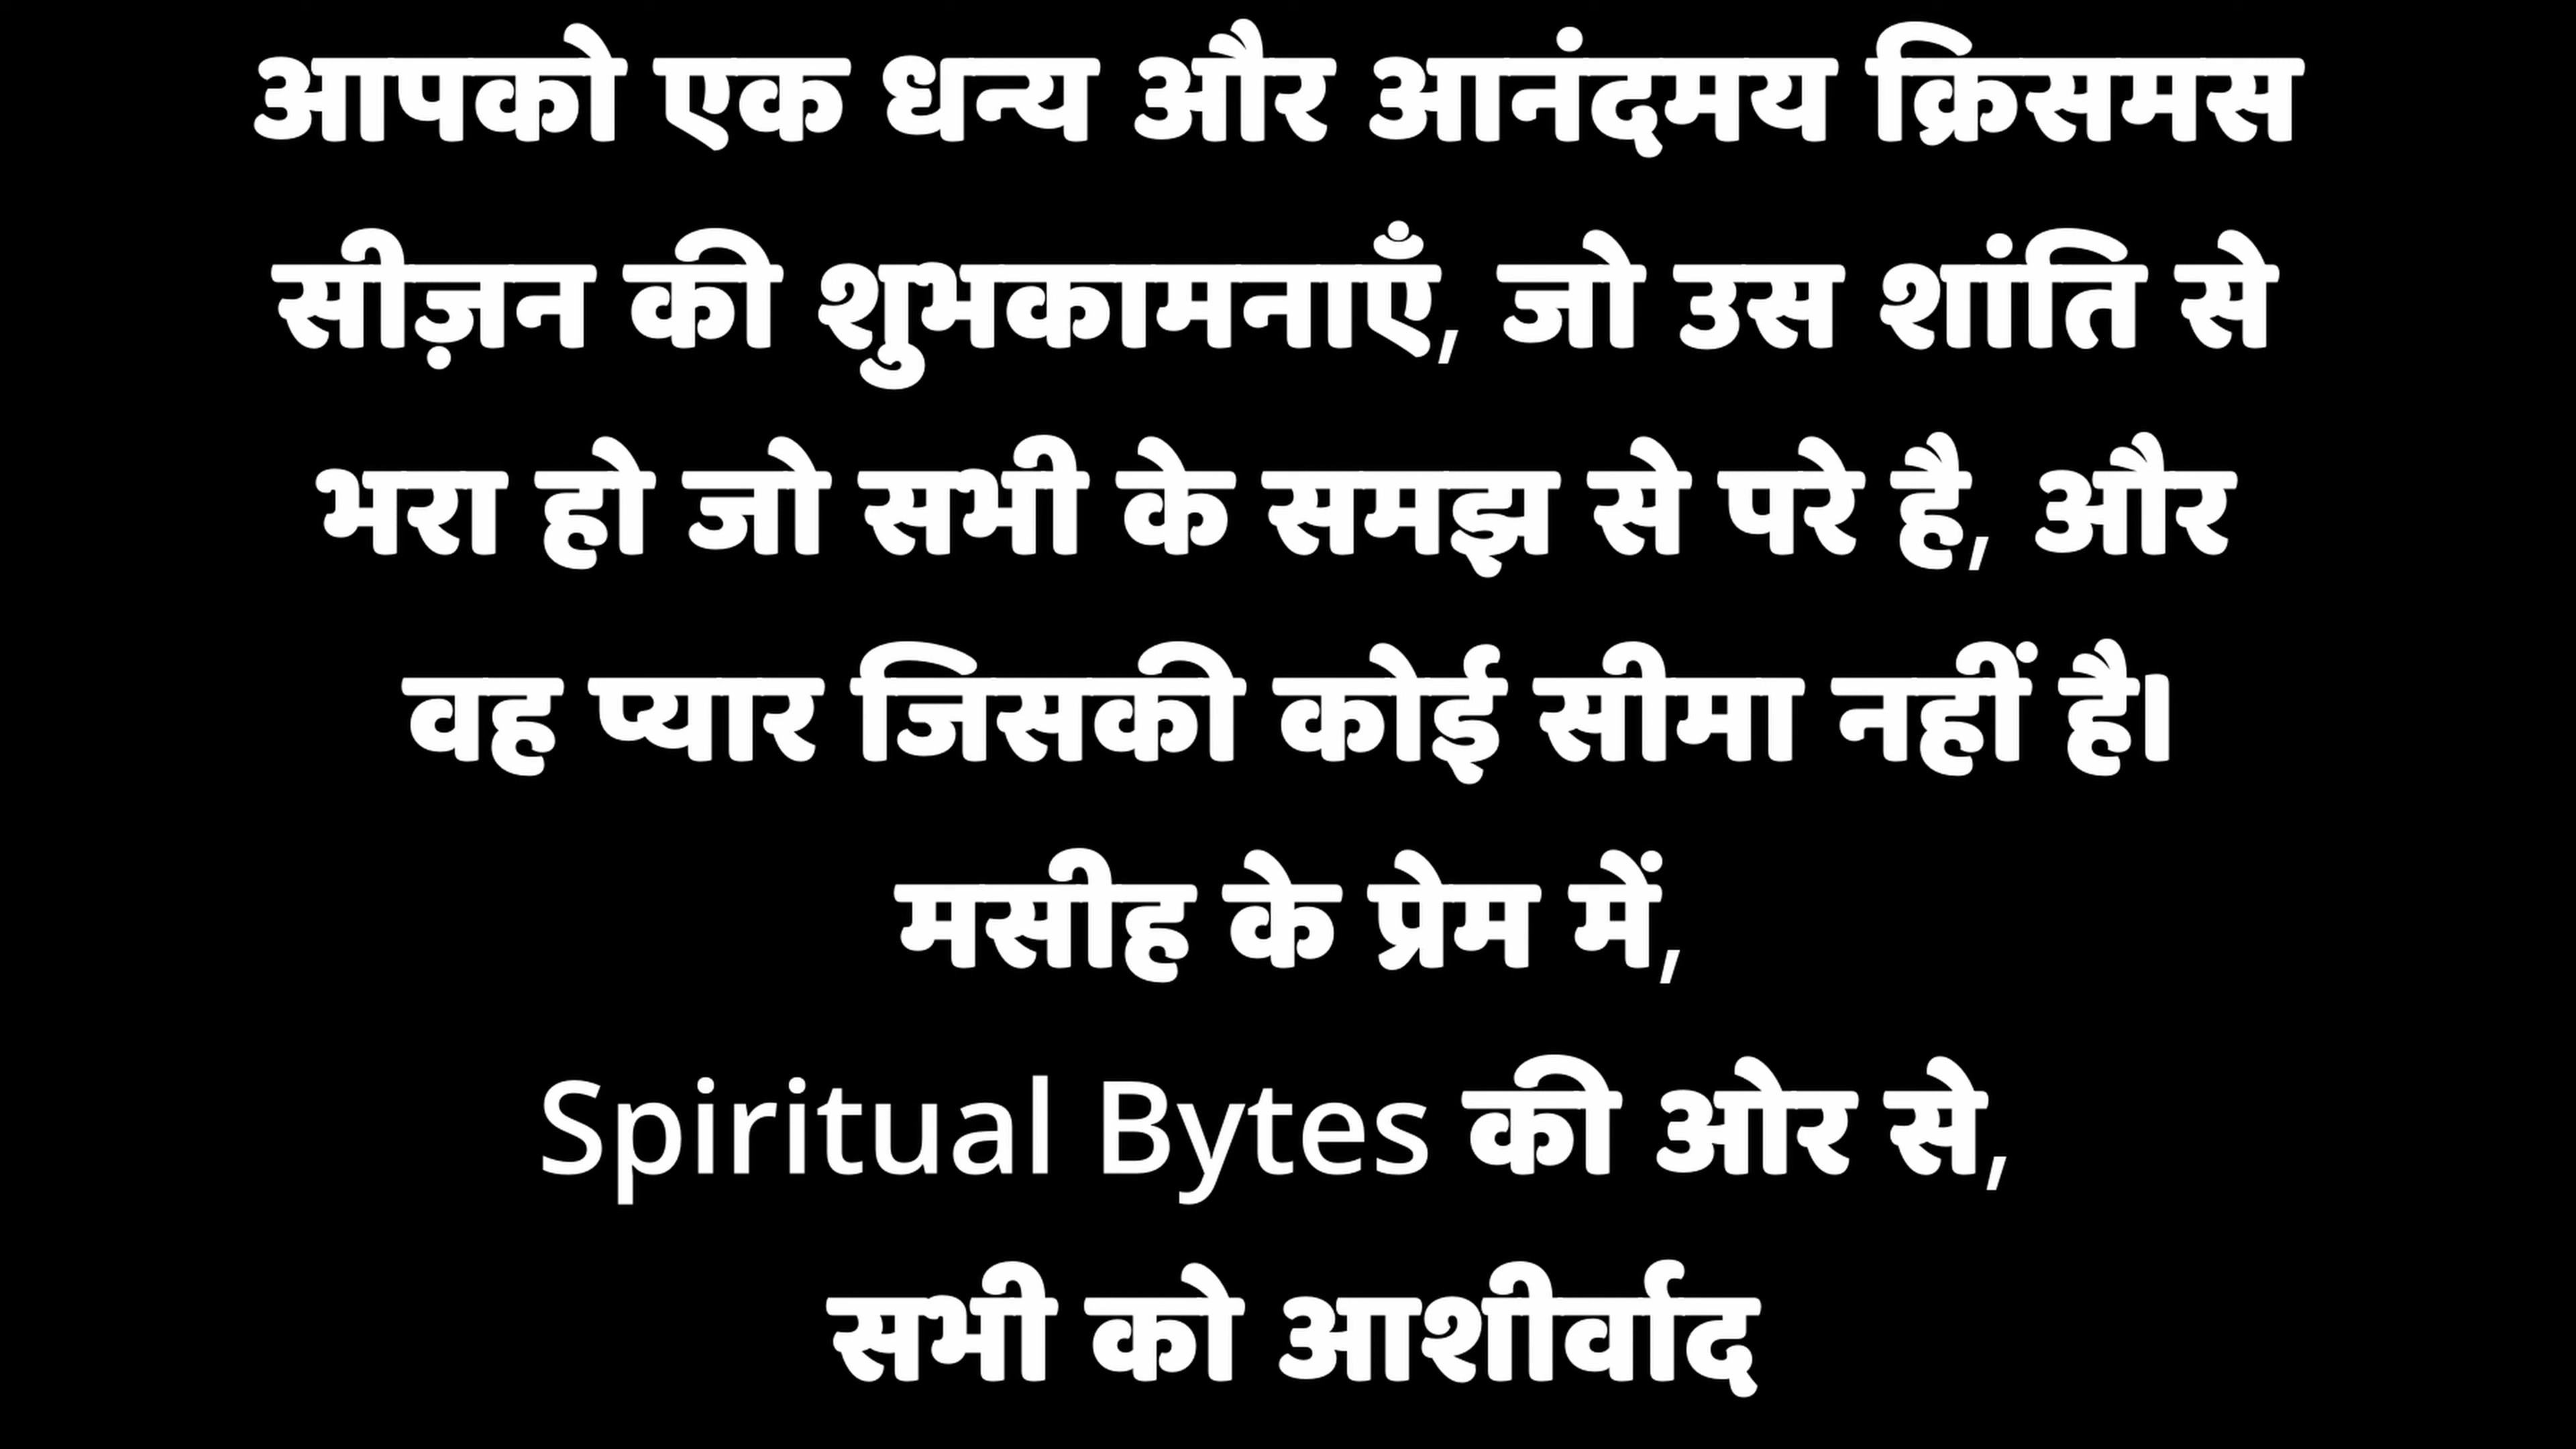 आपको एक धन्य और आनंदमय क्रिसमस
सीज़न की शुभकामनाएँ, जो उस शांति से
भरा हो जो सभी के समझ से परे है, और
वह प्यार जिसकी कोई सीमा नहीं है।
मसीह के प्रेम में,
Spiritual Bytes की ओर से,
सभी को आशीर्वाद